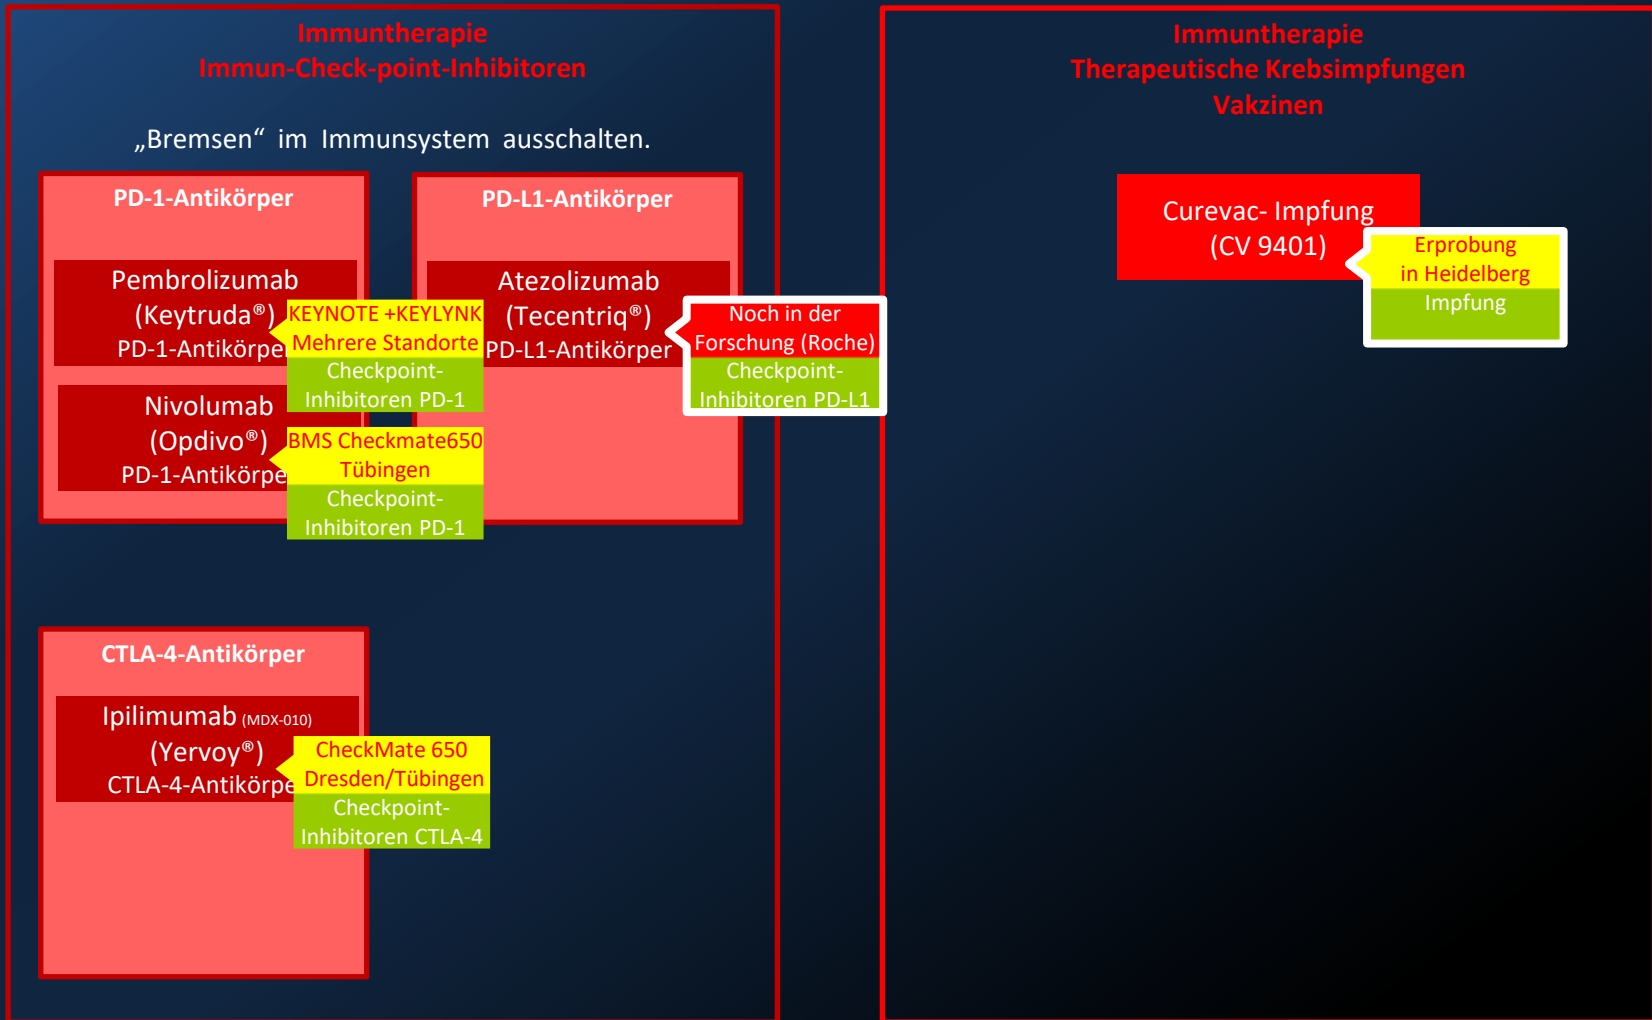 Immuntherapie
Immun-Check-point-Inhibitoren
„Bremsen“ im Immunsystem ausschalten.
PD-1-Antikörper
Pembrolizumab
(Keytruda®)
PD-1-Antikörper
KEYNOTE +KEYLYNK
Mehrere Standorte
Checkpoint-
Inhibitoren PD-1
Nivolumab
(Opdivo®)
PD-1-Antikörpe
BMS Checkmate650
Tübingen
Checkpoint-
Inhibitoren PD-1
PD-L1-Antikörper
Atezolizumab
(Tecentriq®)
PD-L1-Antikörper
Noch in der
Forschung (Roche)
Checkpoint-
Inhibitoren PD-L1
CTLA-4-Antikörper
Ipilimumab (MDX-010)
(Yervoy®)
CTLA-4-Antikörpe
CheckMate 650
Dresden/Tübingen
Checkpoint-
Inhibitoren CTLA-4
Immuntherapie
Therapeutische Krebsimpfungen
Vakzinen
Curevac- Impfung
(CV 9401)
Erprobung
in Heidelberg
Impfung